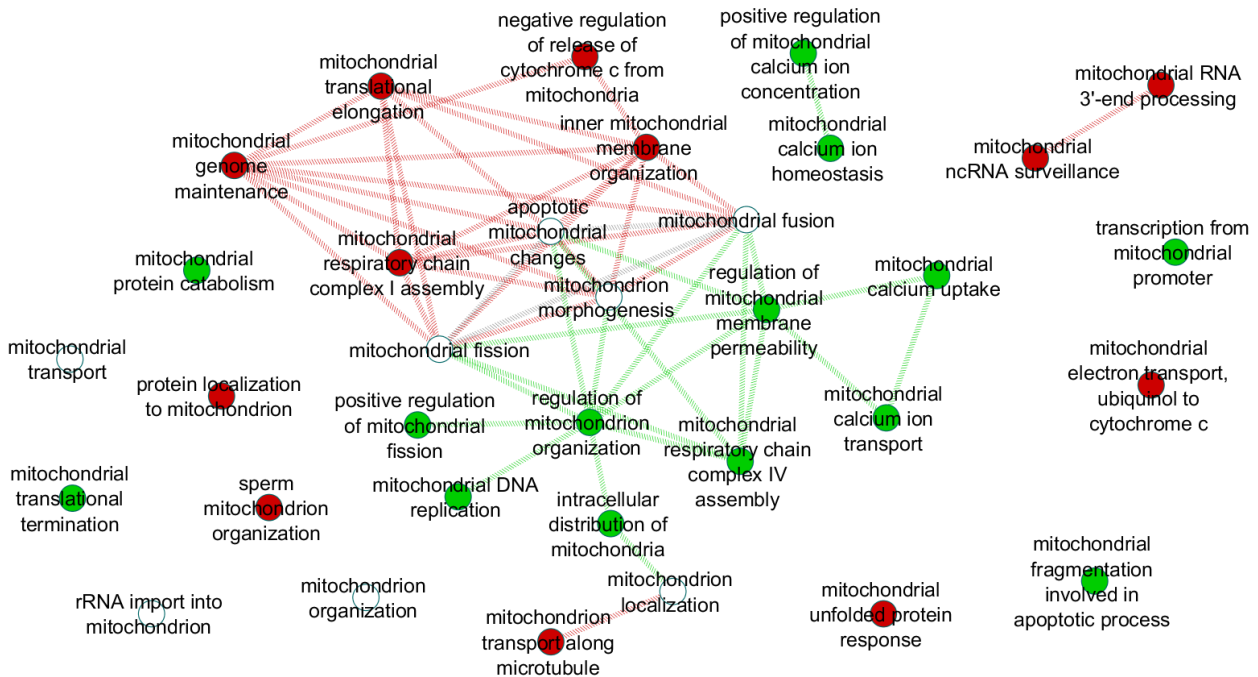 negative regulation
of release of
cytochrome c from
mitochondria
positive regulation
of mitochondrial
calcium ion
concentration
mitochondrial
translational
elongation
mitochondrial RNA
3'-end processing
mitochondrial
genome
maintenance
inner mitochondrial
membrane
organization
mitochondrial
calcium ion
homeostasis
mitochondrial
ncRNA surveillance
apoptotic
mitochondrial
changes
mitochondrial fusion
transcription from
mitochondrial
promoter
mitochondrial
protein catabolism
mitochondrial
respiratory chain
complex I assembly
mitochondrion
morphogenesis
regulation of
mitochondrial
membrane
permeability
mitochondrial
calcium uptake
mitochondrial
transport
mitochondrial fission
mitochondrial
electron transport,
ubiquinol to
cytochrome c
protein localization
to mitochondrion
positive regulation
of mitochondrial
fission
regulation of
mitochondrion
organization
mitochondrial
respiratory chain
complex IV
assembly
mitochondrial
calcium ion
transport
mitochondrial
translational
termination
sperm
mitochondrion
organization
mitochondrial DNA
replication
intracellular
distribution of
mitochondria
mitochondrial
fragmentation
involved in
apoptotic process
rRNA import into
mitochondrion
mitochondrion
organization
mitochondrion
localization
mitochondrion
transport along
microtubule
mitochondrial
unfolded protein
response